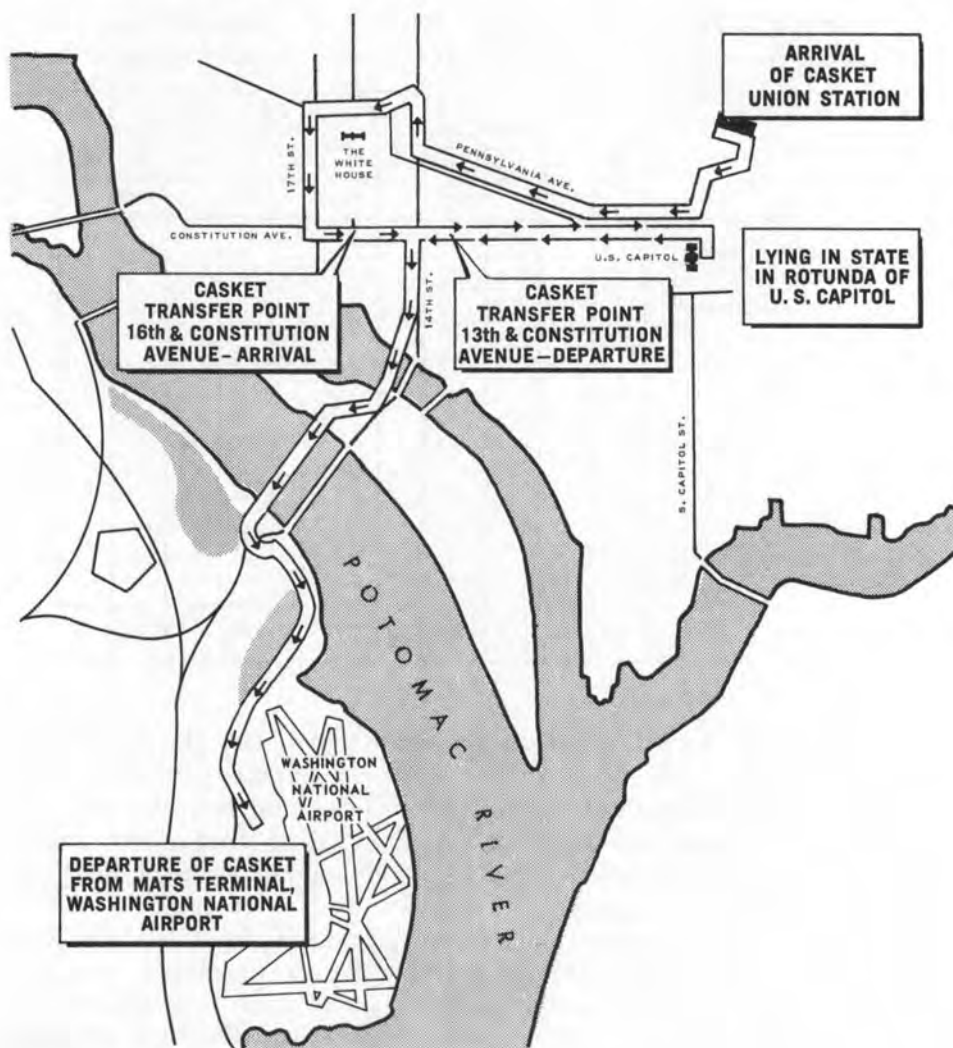 ARRIVAL
OF CASKET
UNION STATION
PENNSYLVANIA AVE.
17TH ST.
THE
WHITE
HOUSE
CONSTITUTION AVE.
U.S. CAPITOL
LYING IN STATE
IN ROTUNDA OF
U. S. CAPITOL
CASKET
TRANSFER POINT
16th & CONSTITUTION
AVENUE – ARRIVAL
14TH ST.
CASKET
TRANSFER POINT
13th & CONSTITUTION
AVENUE — DEPARTURE
S. CAPITOL ST.
POTOMAC RIVER
WASHINGTON
NATIONAL
AIRPORT
DEPARTURE OF CASKET
FROM MATS TERMINAL,
WASHINGTON NATIONAL
AIRPORT